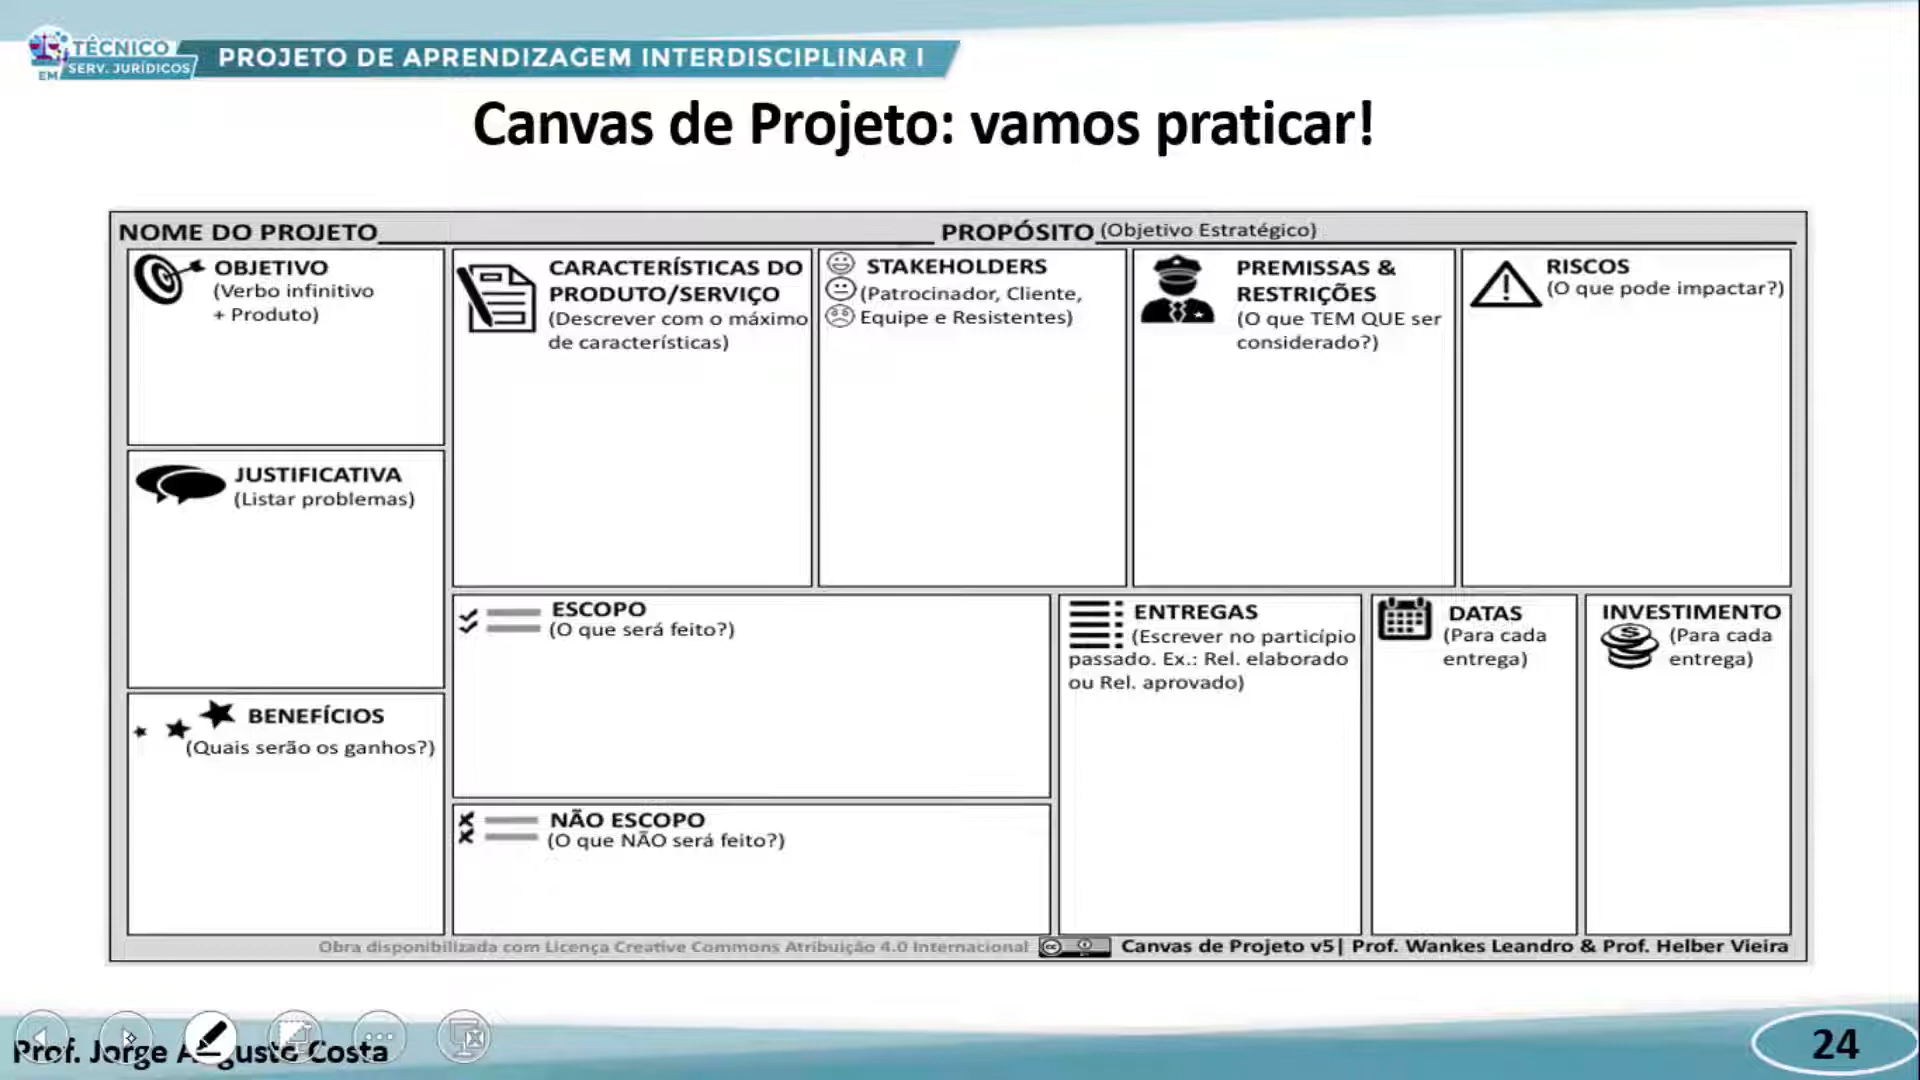 TÉCNICO
EM SERV. JURÍDICOS
PROJETO DE APRENDIZAGEM INTERDISCIPLINAR I
Canvas de Projeto: vamos praticar!
NOME DO PROJETO
PROPÓSITO (Objetivo Estratégico)
OBJETIVO
(Verbo infinitivo
+ Produto)
JUSTIFICATIVA
(Listar problemas)
BENEFÍCIOS
(Quais serão os ganhos?)
CARACTERÍSTICAS DO
PRODUTO/SERVIÇO
(Descrever com o máximo
de características)
STAKEHOLDERS
(Patrocinador, Cliente,
Equipe e Resistentes)
PREMISSAS &
RESTRIÇÕES
(O que TEM QUE ser
considerado?)
RISCOS
(O que pode impactar?)
ESCOPO
(O que será feito?)
NÃO ESCOPO
(O que NÃO será feito?)
ENTREGAS
(Escrever no particípio
passado. Ex.: Rel. elaborado
ou Rel. aprovado)
DATAS
(Para cada
entrega)
INVESTIMENTO
(Para cada
entrega)
Obra disponibilizada com Licença Creative Commons Atribuição 4.0 Internacional
Canvas de Projeto v5| Prof. Wankes Leandro & Prof. Helber Vieira
Prof. Jorge Augusto Costa
24